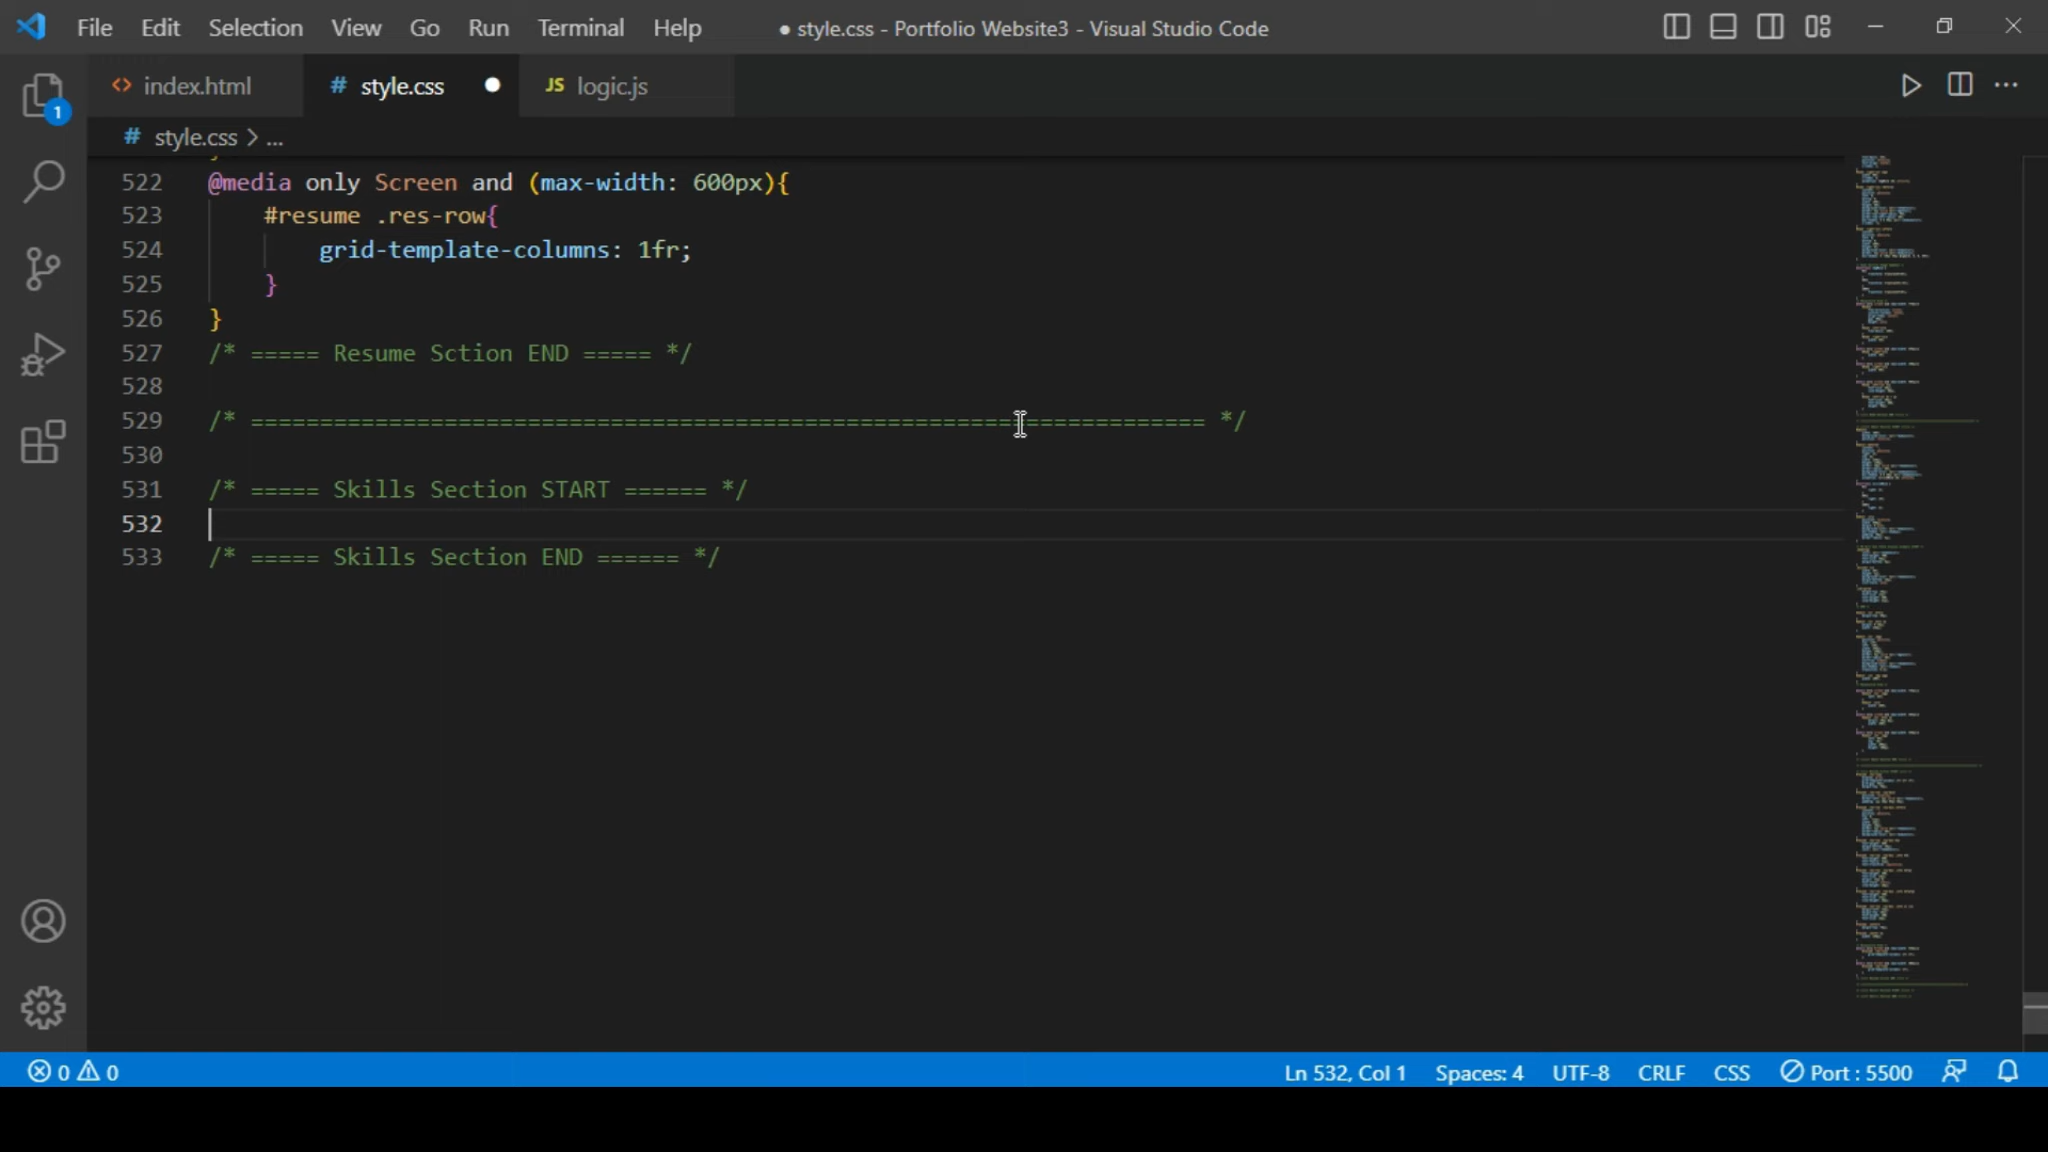 File Edit Selection View Go Run Terminal Help
● style.css - Portfolio Website3 - Visual Studio Code
1
<> index.html
# style.css
JS logic.js
# style.css > ...
522 @media only Screen and (max-width: 600px){
523 #resume .res-row{
524 grid-template-columns: 1fr;
525 }
526 }
527 /* ===== Resume Sction END ===== */
528
529 /* ===================================================================== */
530
531 /* ===== Skills Section START ====== */
532
533 /* ===== Skills Section END ====== */
0 0
Ln 532, Col 1 Spaces: 4 UTF-8 CRLF CSS Port : 5500